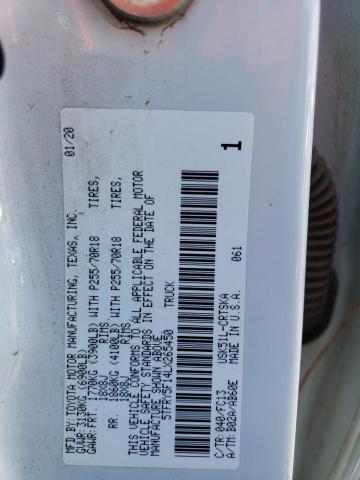 MFD.BY: TOYOTA MOTOR MANUFACTURING, TEXAS, INC. 01/20
GVWR: 3130KG (6900LB)
GAWR: FRT. 1770KG (3900LB) WITH P255/70R18 TIRES,
18X8J RIMS
RR. 1860KG (4100LB) WITH P255/70R18 TIRES,
18X8J RIMS
THIS VEHICLE CONFORMS TO ALL APPLICABLE FEDERAL MOTOR
VEHICLE SAFETY STANDARDS IN EFFECT ON THE DATE OF
MANUFACTURE SHOWN ABOVE.
5TFRY5F14LX265450 TRUCK
1
061
C/TR: 040/FC13 USK51L-CRTSKA
A/TM: B02A/AB60E MADE IN U.S.A.